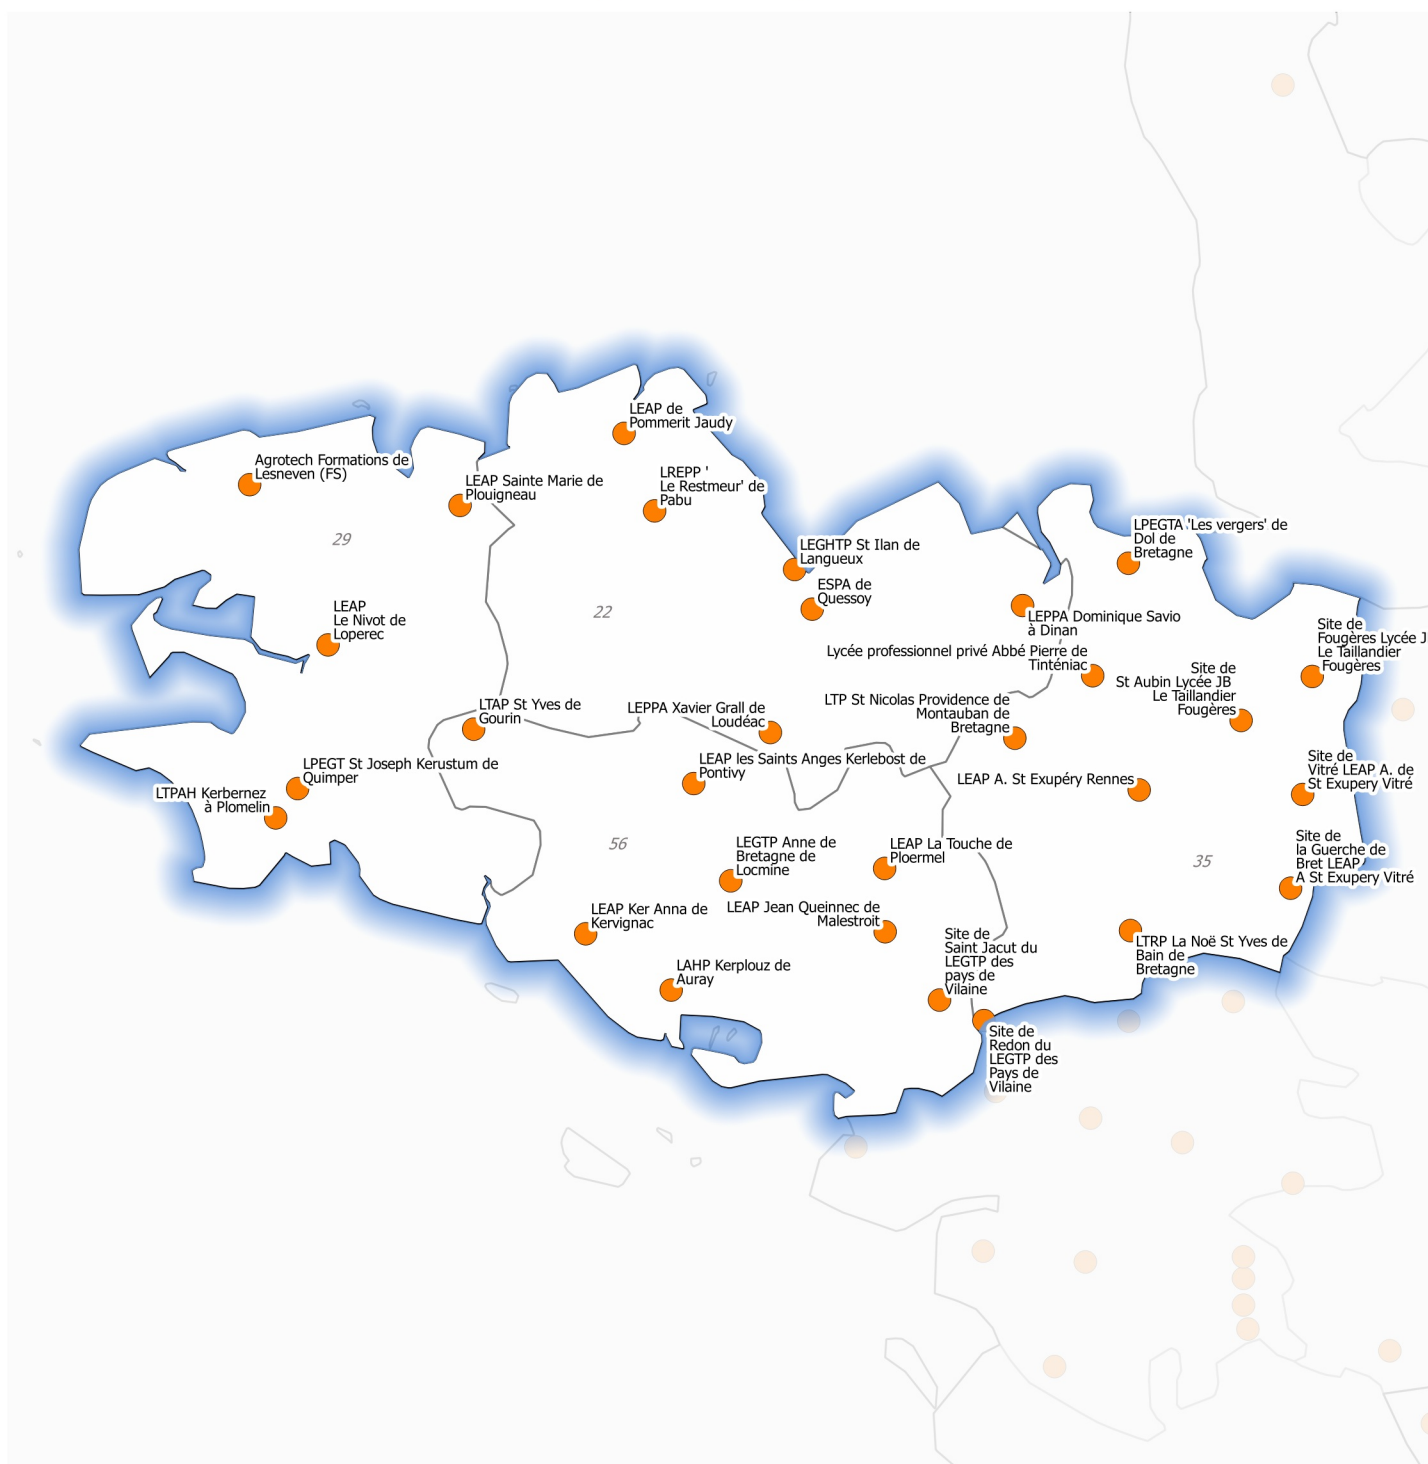 LEAP de
Pommerit Jaudy
Agrotech Formations de
Lesneven (FS)
LEAP Sainte Marie de
Plouigneau
LREPP '
Le Restmeur' de
Pabu
29
LEGHTP St Ilan de
Langueux
LPEGTA 'Les vergers' de
Dol de
Bretagne
ESPA de
Quessoy
22
LEAP
Le Nivot de
Loperec
LEPPA Dominique Savio
à Dinan
Site de
Fougères Lycée J
Le Taillandier
Fougères
Lycée professionnel privé Abbé Pierre de
Tinténiac
Site de
St Aubin Lycée JB
Le Taillandier
Fougères
LTAP St Yves de
Gourin
LEPPA Xavier Grall de
Loudéac
LTP St Nicolas Providence de
Montauban de
Bretagne
LPEGT St Joseph Kerustum de
Quimper
LEAP les Saints Anges Kerlebost de
Pontivy
LEAP A. St Exupéry Rennes
Site de
Vitré LEAP A. de
St Exupery Vitré
LTPAH Kerbernez
à Plomelin
56
LEGTP Anne de
Bretagne de
Locmine
LEAP La Touche de
Ploermel
35
Site de
la Guerche de
Bret LEAP
A St Exupery Vitré
LEAP Ker Anna de
Kervignac
LEAP Jean Queinnec de
Malestroit
Site de
Saint Jacut du
LEGTP des
pays de
Vilaine
LTRP La Noë St Yves de
Bain de
Bretagne
LAHP Kerplouz de
Auray
Site de
Redon du
LEGTP des
Pays de
Vilaine